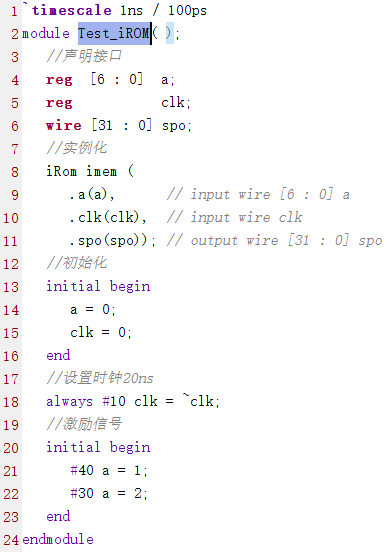 1 `timescale 1ns / 100ps
2 module Test_iROM( );
3 //声明接口
4 reg [6 : 0] a;
5 reg clk;
6 wire [31 : 0] spo;
7 //实例化
8 iRom imem (
9 .a(a), // input wire [6 : 0] a
10 .clk(clk), // input wire clk
11 .spo(spo)); // output wire [31 : 0] spo
12 //初始化
13 initial begin
14 a = 0;
15 clk = 0;
16 end
17 //设置时钟20ns
18 always #10 clk = ~clk;
19 //激励信号
20 initial begin
21 #40 a = 1;
22 #30 a = 2;
23 end
24 endmodule